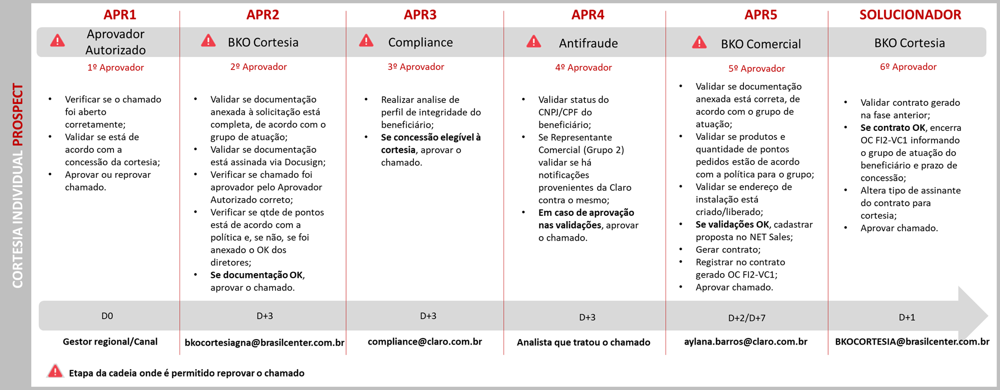 CORTESIA INDIVIDUAL PROSPECT
APR1
Aprovador
Autorizado
1º Aprovador
• Verificar se o chamado
foi aberto
corretamente;
• Validar se está de
acordo com a
concessão da cortesia;
• Aprovar ou reprovar
chamado.
D0
Gestor regional/Canal
APR2
BKO Cortesia
2º Aprovador
• Validar se documentação
anexada à solicitação está
completa, de acordo com o
grupo de atuação;
• Validar se documentação
está assinada via Docusign;
• Verificar se chamado foi
aprovador pelo Aprovador
Autorizado correto;
• Verificar se qtde de pontos
está de acordo com a
política e, se não, se foi
anexado o OK dos
diretores;
• Se documentação OK,
aprovar o chamado.
D+3
bkocortesiagna@brasilcenter.com.br
APR3
Compliance
3º Aprovador
• Realizar analise de
perfil de integridade do
beneficiário;
• Se concessão elegível à
cortesia, aprovar o
chamado.
D+3
compliance@claro.com.br
APR4
Antifraude
4º Aprovador
• Validar status do
CNPJ/CPF do
beneficiário;
• Se Representante
Comercial (Grupo 2)
validar se há
notificações
provenientes da Claro
contra o mesmo;
• Em caso de aprovação
nas validações, aprovar
o chamado.
D+3
Analista que tratou o chamado
APR5
BKO Comercial
5º Aprovador
• Validar se documentação
anexada está correta, de
acordo com o grupo de
atuação;
• Validar se produtos e
quantidade de pontos
pedidos estão de acordo
com a política para o grupo;
• Validar se endereço de
instalação está
criado/liberado;
• Se validações OK, cadastrar
proposta no NET Sales;
• Gerar contrato;
• Registrar no contrato
gerado OC FI2-VC1;
• Aprovar chamado.
D+2/D+7
aylana.barros@claro.com.br
SOLUCIONADOR
BKO Cortesia
6º Aprovador
• Validar contrato gerado
na fase anterior;
• Se contrato OK, encerra
OC FI2-VC1 informando
o grupo de atuação do
beneficiário e prazo de
concessão;
• Altera tipo de assinante
do contrato para
cortesia;
• Aprovar chamado.
D+1
BKOCORTESIA@brasilcenter.com.br
Etapa da cadeia onde é permitido reprovar o chamado